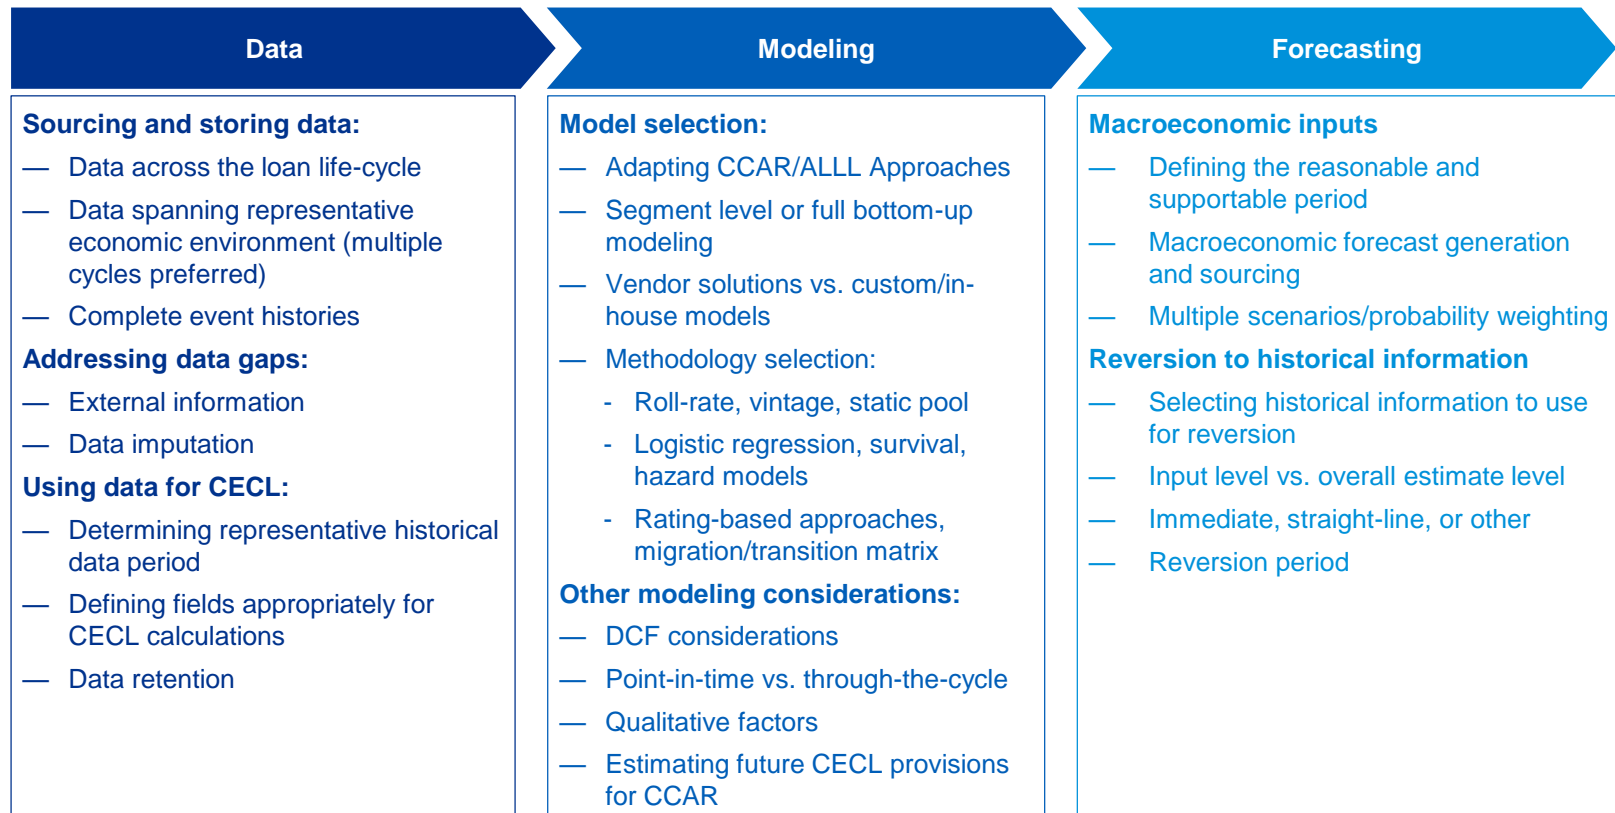 Data
Sourcing and storing data:
— Data across the loan life-cycle
— Data spanning representative
economic environment (multiple
cycles preferred)
— Complete event histories
Addressing data gaps:
— External information
— Data imputation
Using data for CECL:
— Determining representative historical
data period
— Defining fields appropriately for
CECL calculations
— Data retention
Modeling
Model selection:
— Adapting CCAR/ALLL Approaches
— Segment level or full bottom-up
modeling
— Vendor solutions vs. custom/in-
house models
— Methodology selection:
- Roll-rate, vintage, static pool
- Logistic regression, survival,
hazard models
- Rating-based approaches,
migration/transition matrix
Other modeling considerations:
— DCF considerations
— Point-in-time vs. through-the-cycle
— Qualitative factors
— Estimating future CECL provisions
for CCAR
Forecasting
Macroeconomic inputs
— Defining the reasonable and
supportable period
— Macroeconomic forecast generation
and sourcing
— Multiple scenarios/probability weighting
Reversion to historical information
— Selecting historical information to use
for reversion
— Input level vs. overall estimate level
— Immediate, straight-line, or other
— Reversion period